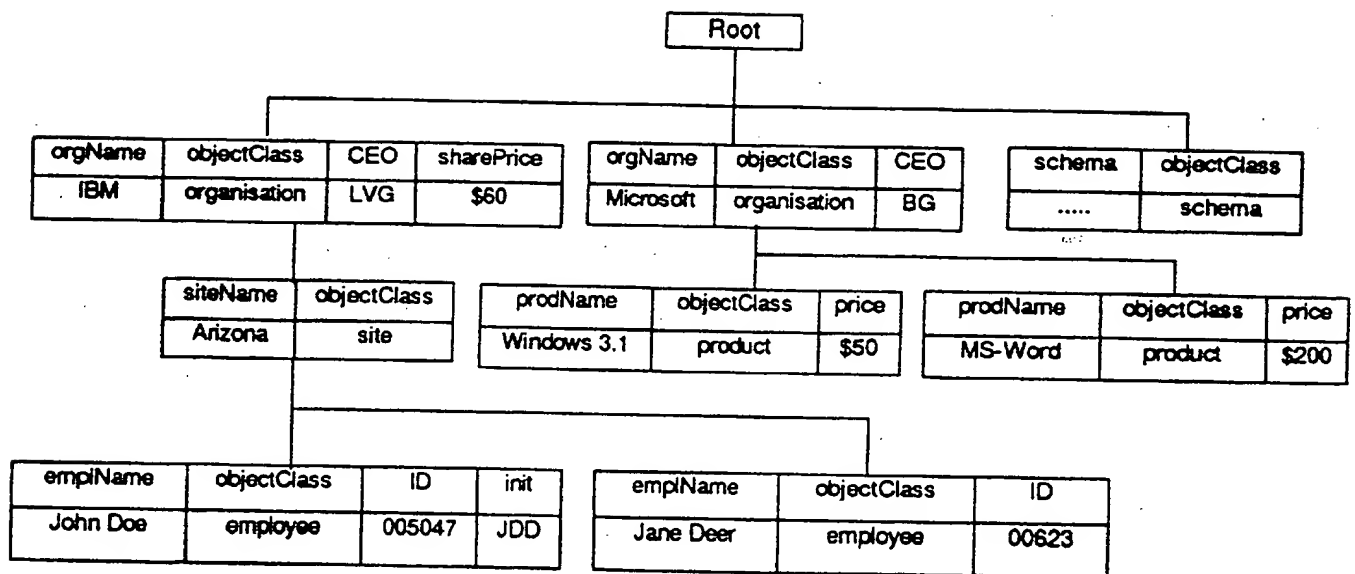 Root
orgName objectClass CEO sharePrice
IBM organisation LVG $60
orgName objectClass CEO
Microsoft organisation BG
schema objectClass
..... schema
siteName objectClass
Arizona site
prodName objectClass price
Windows 3.1 product $50
prodName objectClass price
MS-Word product $200
emplName objectClass ID init
John Doe employee 005047 JDD
emplName objectClass ID
Jane Deer employee 00623